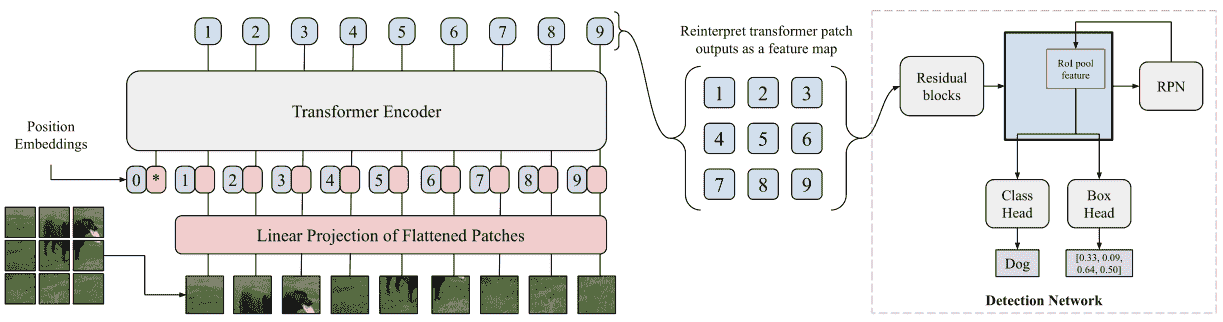 1 2 3 4 5 6 7 8 9
Transformer Encoder
Position
Embeddings
0 * 1 2 3 4 5 6 7 8 9
Linear Projection of Flattened Patches
Reinterpret transformer patch
outputs as a feature map
1 2 3
4 5 6
7 8 9
Residual
blocks
RoI pool
feature
RPN
Class
Head
Box
Head
Dog
[0.33, 0.09,
0.64, 0.50]
Detection Network